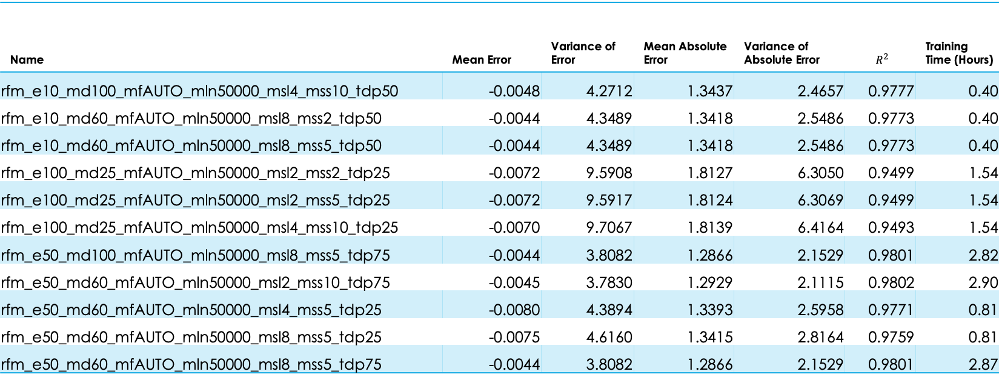 Name Mean Error Variance of Error Mean Absolute Error Variance of Absolute Error R² Training Time (Hours)
rfm_e10_md100_mfAUTO_mln50000_msl4_mss10_tdp50 -0.0048 4.2712 1.3437 2.4657 0.9777 0.40
rfm_e10_md60_mfAUTO_mln50000_msl8_mss2_tdp50 -0.0044 4.3489 1.3418 2.5486 0.9773 0.40
rfm_e10_md60_mfAUTO_mln50000_msl8_mss5_tdp50 -0.0044 4.3489 1.3418 2.5486 0.9773 0.40
rfm_e100_md25_mfAUTO_mln50000_msl2_mss2_tdp25 -0.0072 9.5908 1.8127 6.3050 0.9499 1.54
rfm_e100_md25_mfAUTO_mln50000_msl2_mss5_tdp25 -0.0072 9.5917 1.8124 6.3069 0.9499 1.54
rfm_e100_md25_mfAUTO_mln50000_msl4_mss10_tdp25 -0.0070 9.7067 1.8139 6.4164 0.9493 1.54
rfm_e50_md100_mfAUTO_mln50000_msl8_mss5_tdp75 -0.0044 3.8082 1.2866 2.1529 0.9801 2.82
rfm_e50_md60_mfAUTO_mln50000_msl2_mss10_tdp75 -0.0045 3.7830 1.2929 2.1115 0.9802 2.90
rfm_e50_md60_mfAUTO_mln50000_msl4_mss5_tdp25 -0.0080 4.3894 1.3393 2.5958 0.9771 0.81
rfm_e50_md60_mfAUTO_mln50000_msl8_mss5_tdp25 -0.0075 4.6160 1.3415 2.8164 0.9759 0.81
rfm_e50_md60_mfAUTO_mln50000_msl8_mss5_tdp75 -0.0044 3.8082 1.2866 2.1529 0.9801 2.87